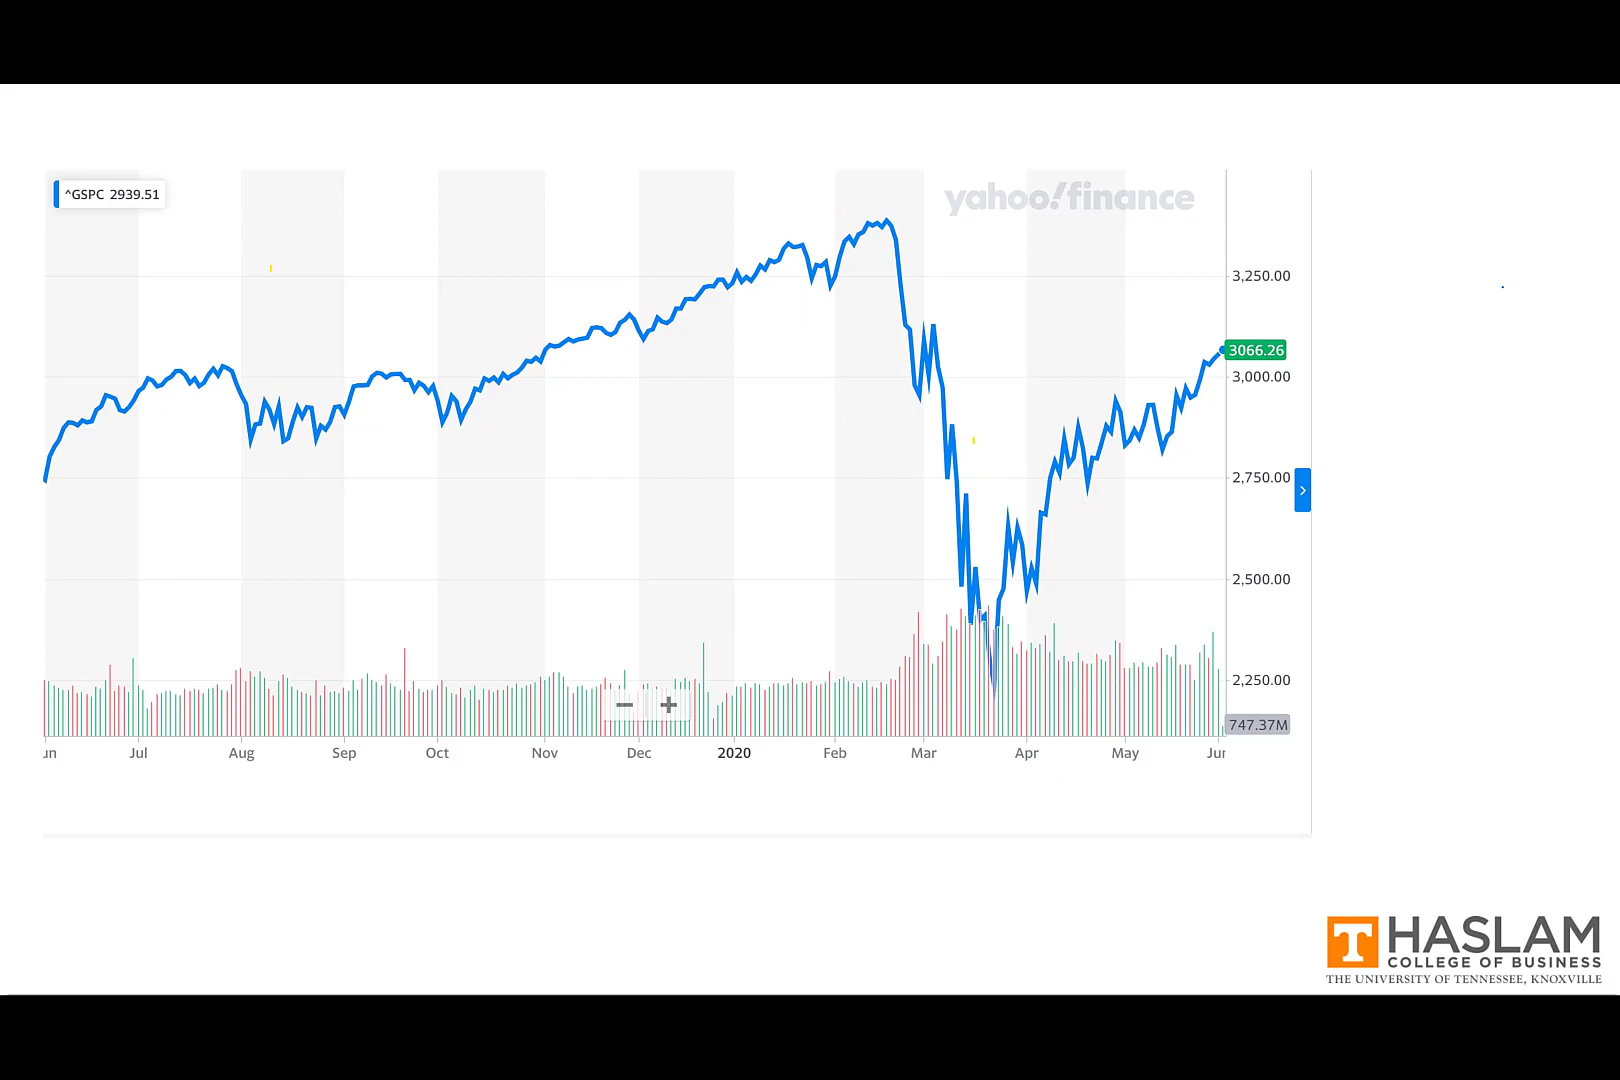 ^GSPC 2939.51
yahoo!finance
3,250.00
3066.26
3,000.00
2,750.00
2,500.00
2,250.00
747.37M
un Jul Aug Sep Oct Nov Dec 2020 Feb Mar Apr May Jur
T HASLAM
COLLEGE OF BUSINESS
THE UNIVERSITY OF TENNESSEE, KNOXVILLE